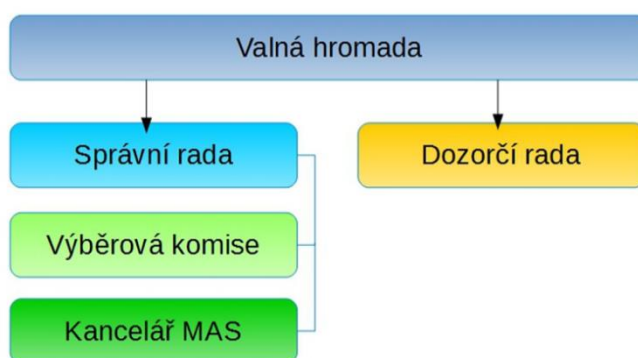 Valná hromada
Správní rada
Dozorčí rada
Výběrová komise
Kancelář MAS